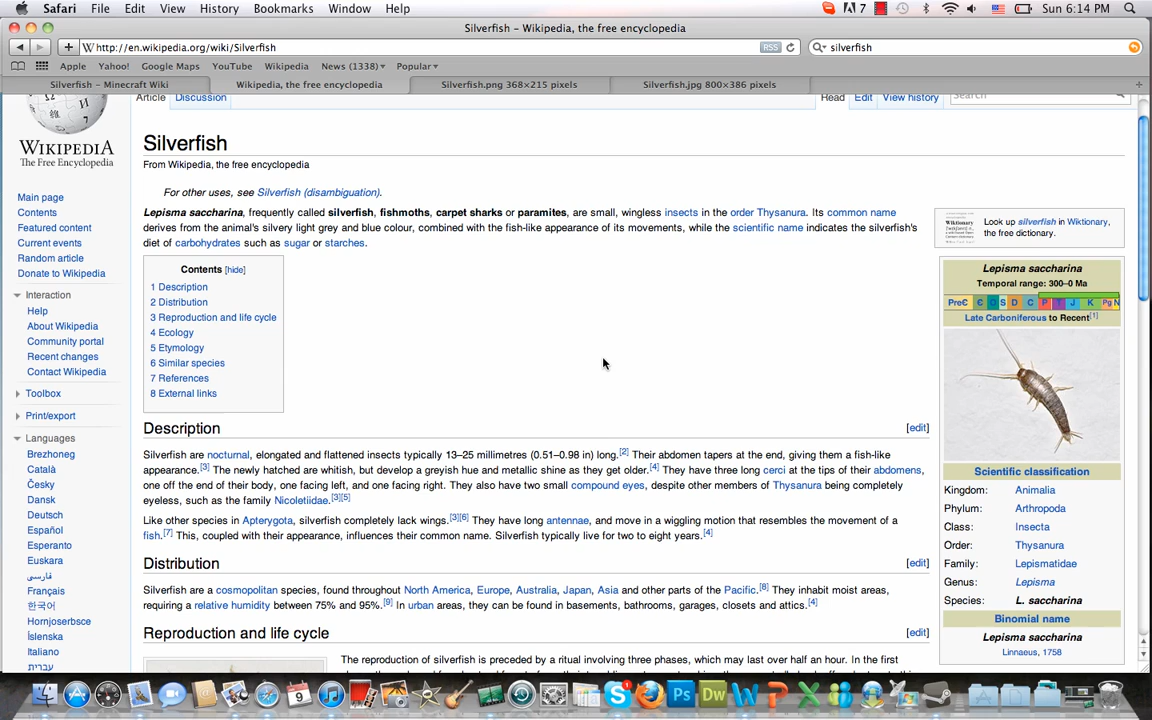 Safari File Edit View History Bookmarks Window Help 7 Sun 6:14 PM
Silverfish – Wikipedia, the free encyclopedia
W http://en.wikipedia.org/wiki/Silverfish RSS silverfish
Apple Yahoo! Google Maps YouTube Wikipedia News (1338) Popular
Silverfish – Minecraft Wiki Wikipedia, the free encyclopedia Silverfish.png 368×215 pixels Silverfish.jpg 800×386 pixels
Article Discussion Read Edit View history Search
WIKIPEDIA
The Free Encyclopedia
Main page
Contents
Featured content
Current events
Random article
Donate to Wikipedia
Interaction
Help
About Wikipedia
Community portal
Recent changes
Contact Wikipedia
Toolbox
Print/export
Languages
Brezhoneg
Català
Česky
Dansk
Deutsch
Español
Esperanto
Euskara
فارسی
Français
한국어
Hornjoserbsce
Íslenska
Italiano
עברית
Silverfish
From Wikipedia, the free encyclopedia
For other uses, see Silverfish (disambiguation).
Lepisma saccharina, frequently called silverfish, fishmoths, carpet sharks or paramites, are small, wingless insects in the order Thysanura. Its common name
derives from the animal's silvery light grey and blue colour, combined with the fish-like appearance of its movements, while the scientific name indicates the silverfish's
diet of carbohydrates such as sugar or starches.
Contents [hide]
1 Description
2 Distribution
3 Reproduction and life cycle
4 Ecology
5 Etymology
6 Similar species
7 References
8 External links
Description [edit]
Silverfish are nocturnal, elongated and flattened insects typically 13–25 millimetres (0.51–0.98 in) long.[2] Their abdomen tapers at the end, giving them a fish-like
appearance.[3] The newly hatched are whitish, but develop a greyish hue and metallic shine as they get older.[4] They have three long cerci at the tips of their abdomens,
one off the end of their body, one facing left, and one facing right. They also have two small compound eyes, despite other members of Thysanura being completely
eyeless, such as the family Nicoletiidae.[3][5]
Like other species in Apterygota, silverfish completely lack wings.[3][6] They have long antennae, and move in a wiggling motion that resembles the movement of a
fish.[7] This, coupled with their appearance, influences their common name. Silverfish typically live for two to eight years.[4]
Distribution [edit]
Silverfish are a cosmopolitan species, found throughout North America, Europe, Australia, Japan, Asia and other parts of the Pacific.[8] They inhabit moist areas,
requiring a relative humidity between 75% and 95%.[9] In urban areas, they can be found in basements, bathrooms, garages, closets and attics.[4]
Reproduction and life cycle [edit]
The reproduction of silverfish is preceded by a ritual involving three phases, which may last over half an hour. In the first
Look up silverfish in Wiktionary,
the free dictionary.
Lepisma saccharina
Temporal range: 300–0 Ma
PreЄ Є O S D C P T J K Pg N
Late Carboniferous to Recent[1]
Scientific classification
Kingdom: Animalia
Phylum: Arthropoda
Class: Insecta
Order: Thysanura
Family: Lepismatidae
Genus: Lepisma
Species: L. saccharina
Binomial name
Lepisma saccharina
Linnaeus, 1758